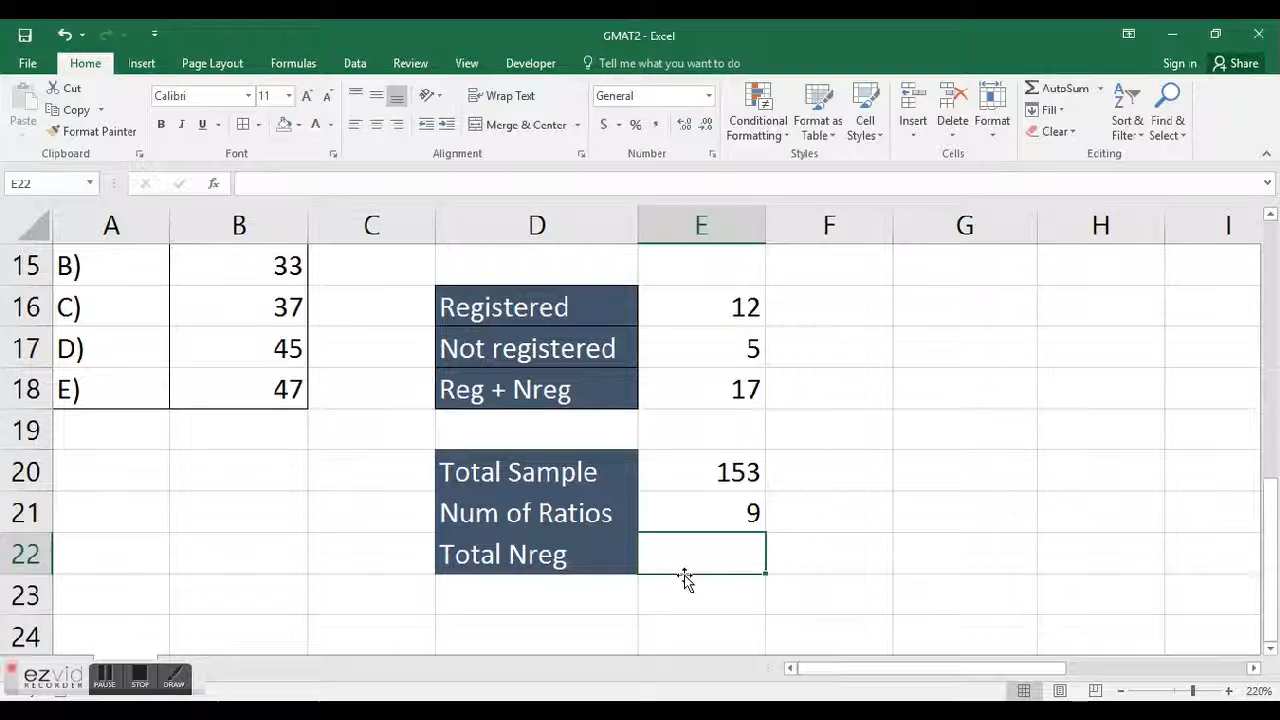 GMAT2 - Excel
File Home Insert Page Layout Formulas Data Review View Developer Tell me what you want to do Sign in Share
Paste
Cut
Copy
Format Painter
Clipboard
Calibri 11
B I U
Font
Wrap Text
Merge & Center
Alignment
General
$ %
Number
Conditional Formatting
Format as Table
Cell Styles
Styles
Insert Delete Format
Cells
AutoSum
Fill
Clear
Sort & Filter
Find & Select
Editing
E22
fx
A B C D E F G H I
15 B) 33
16 C) 37 Registered 12
17 D) 45 Not registered 5
18 E) 47 Reg + Nreg 17
19
20 Total Sample 153
21 Num of Ratios 9
22 Total Nreg
23
24
ezvid
RECORDER
PAUSE STOP DRAW
220%